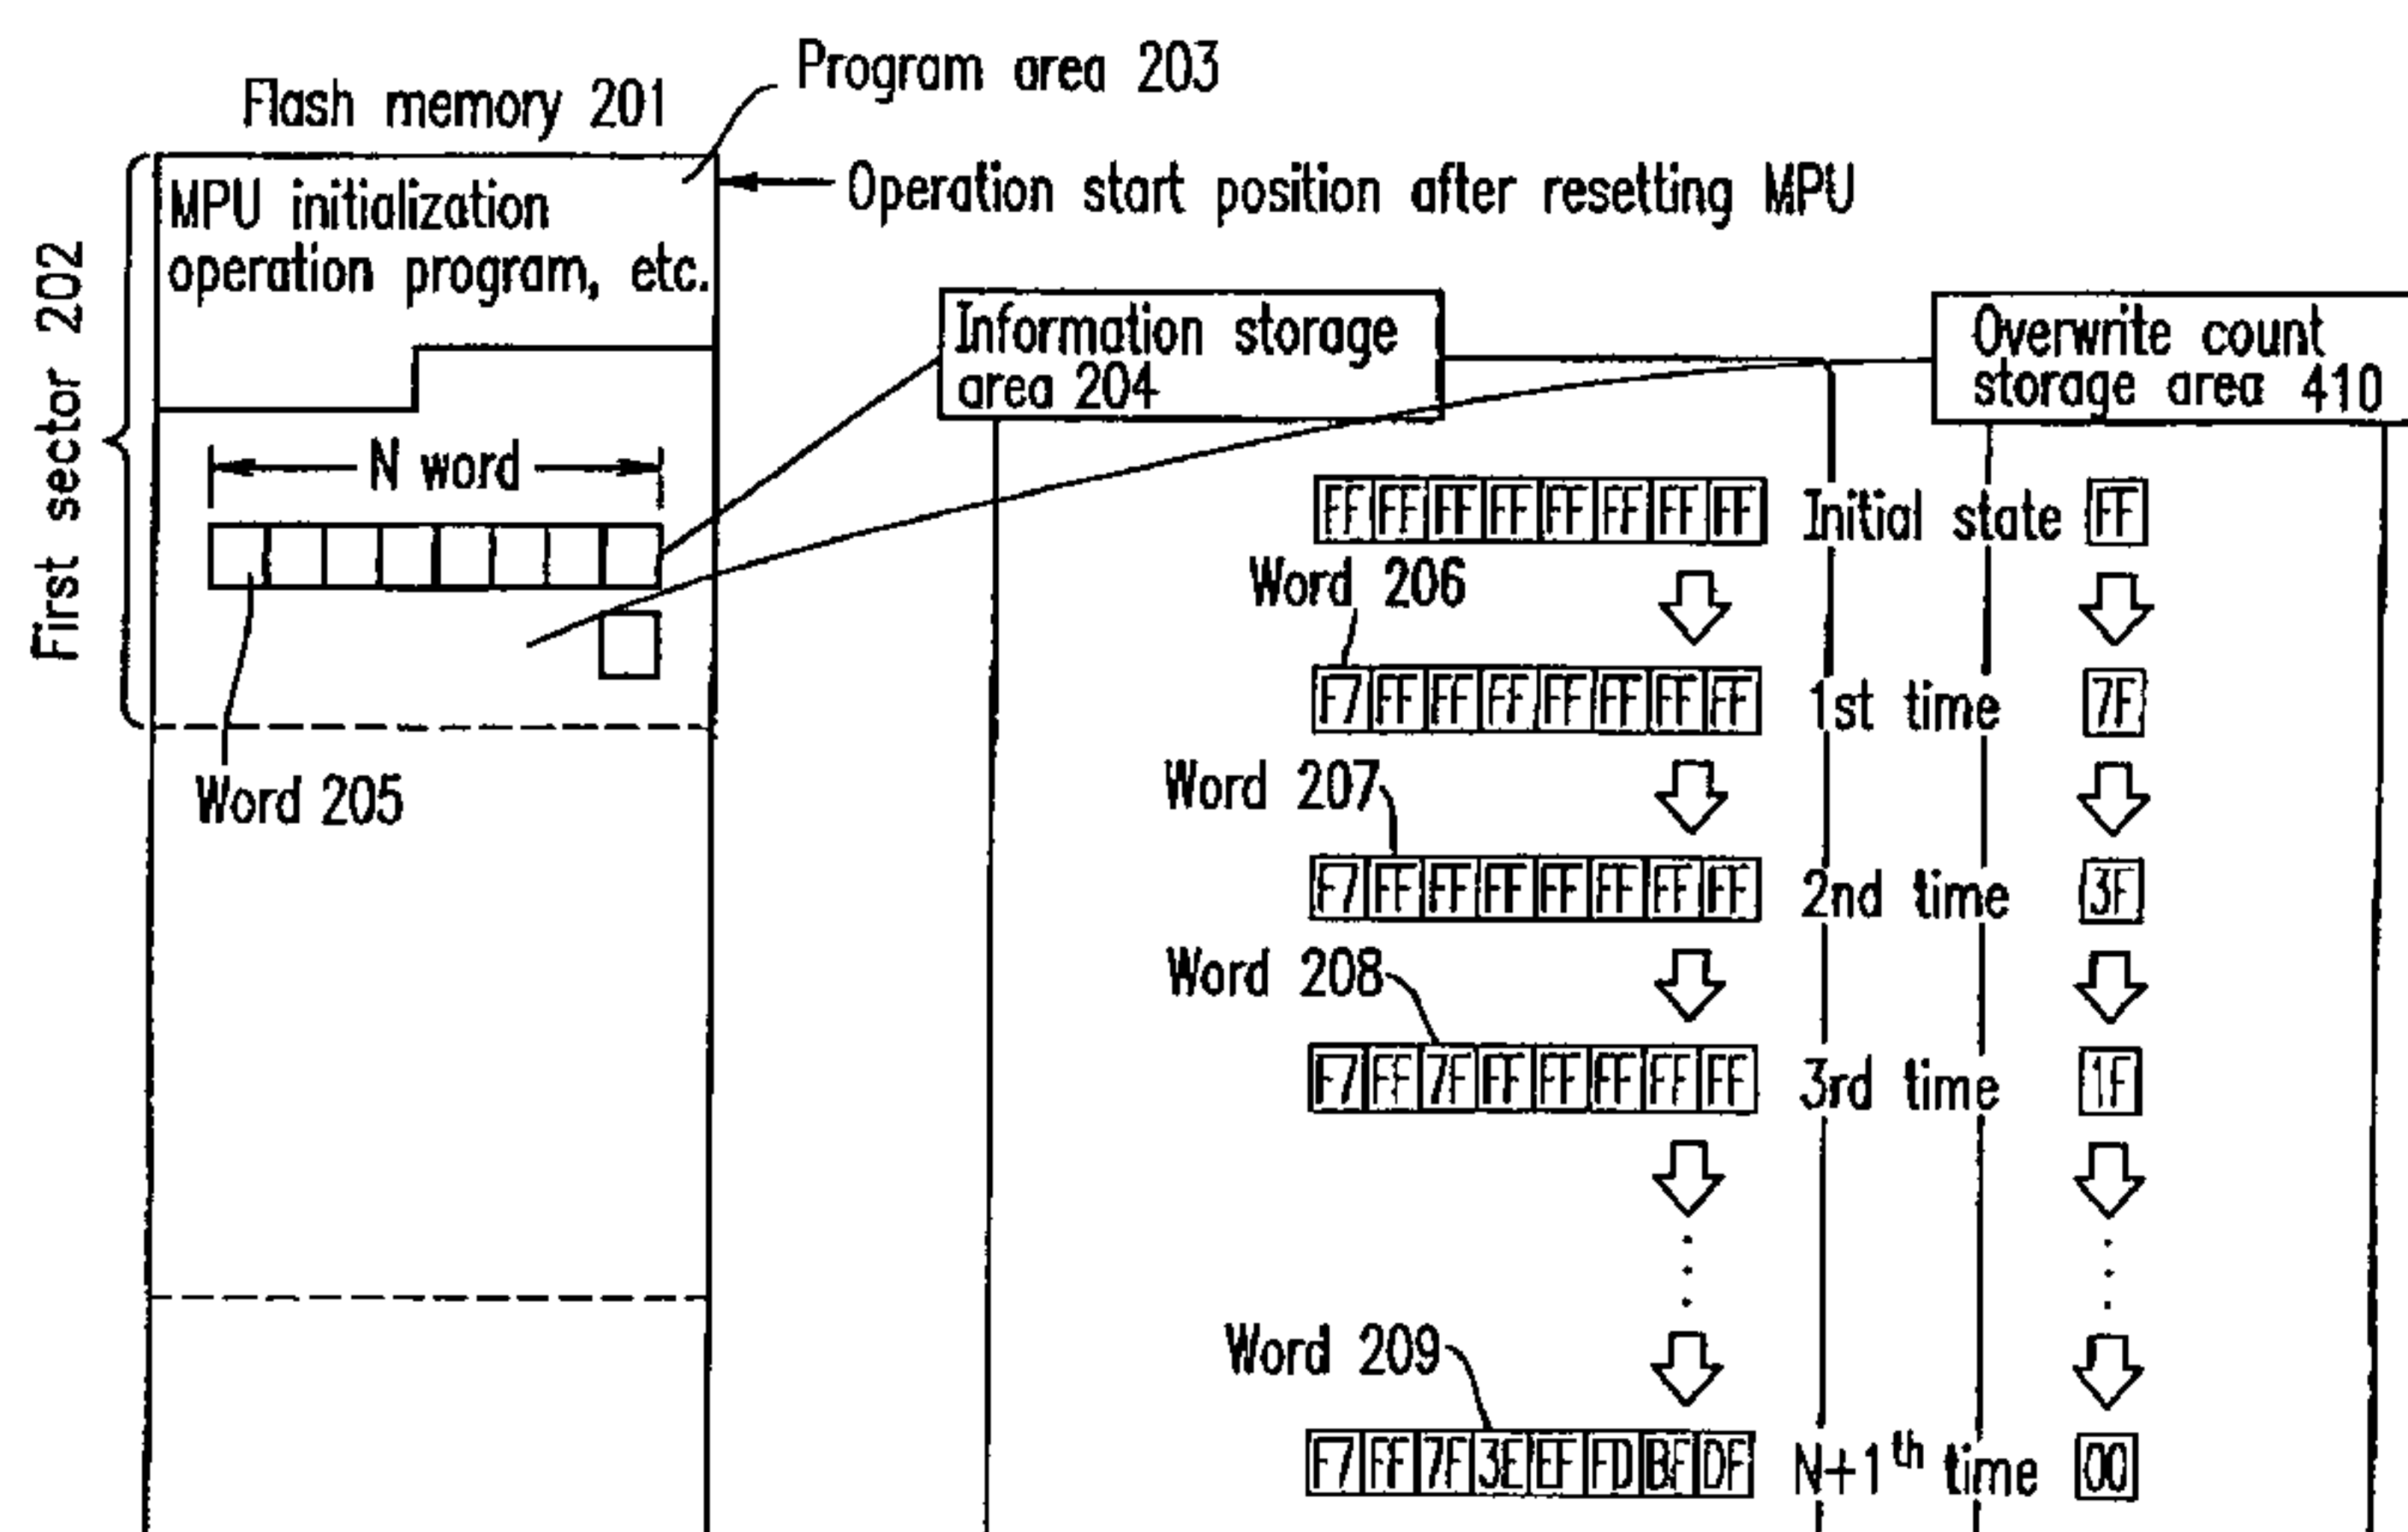 Flash memory 201
Program area 203
MPU initialization
operation program, etc.
Operation start position after resetting MPU
First sector 202
Information storage
area 204
Overwrite count
storage area 410
N word
Word 205
FF FF FF FF FF FF FF FF Initial state FF
Word 206
F7 FF FF FF FF FF FF FF 1st time 7F
Word 207
F7 FF FF FF FF FF FF FF 2nd time 3F
Word 208
F7 FF 7F FF FF FF FF FF 3rd time 1F
Word 209
F7 FF 7F 3E EF FD BF DF N+1th time 00